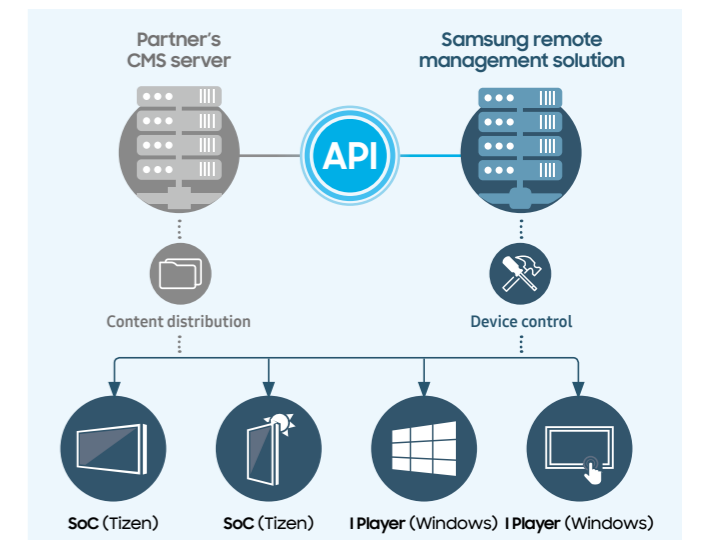 Partner's
CMS server
Samsung remote
management solution
API
Content distribution
Device control
SoC (Tizen)
SoC (Tizen)
I Player (Windows)
I Player (Windows)